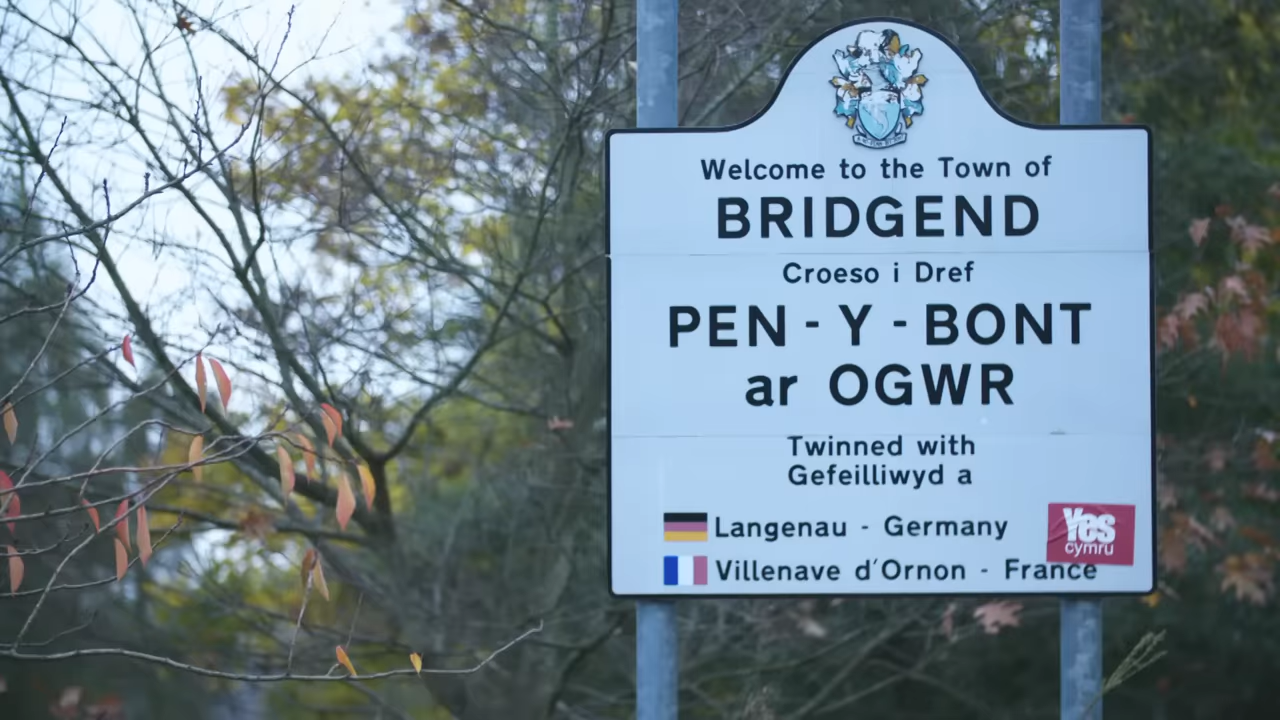 Welcome to the Town of
BRIDGEND
Croeso i Dref
PEN - Y - BONT
ar OGWR
Twinned with
Gefeilliwyd a
Langenau - Germany
Villenave d'Ornon - France
Yes
cymru